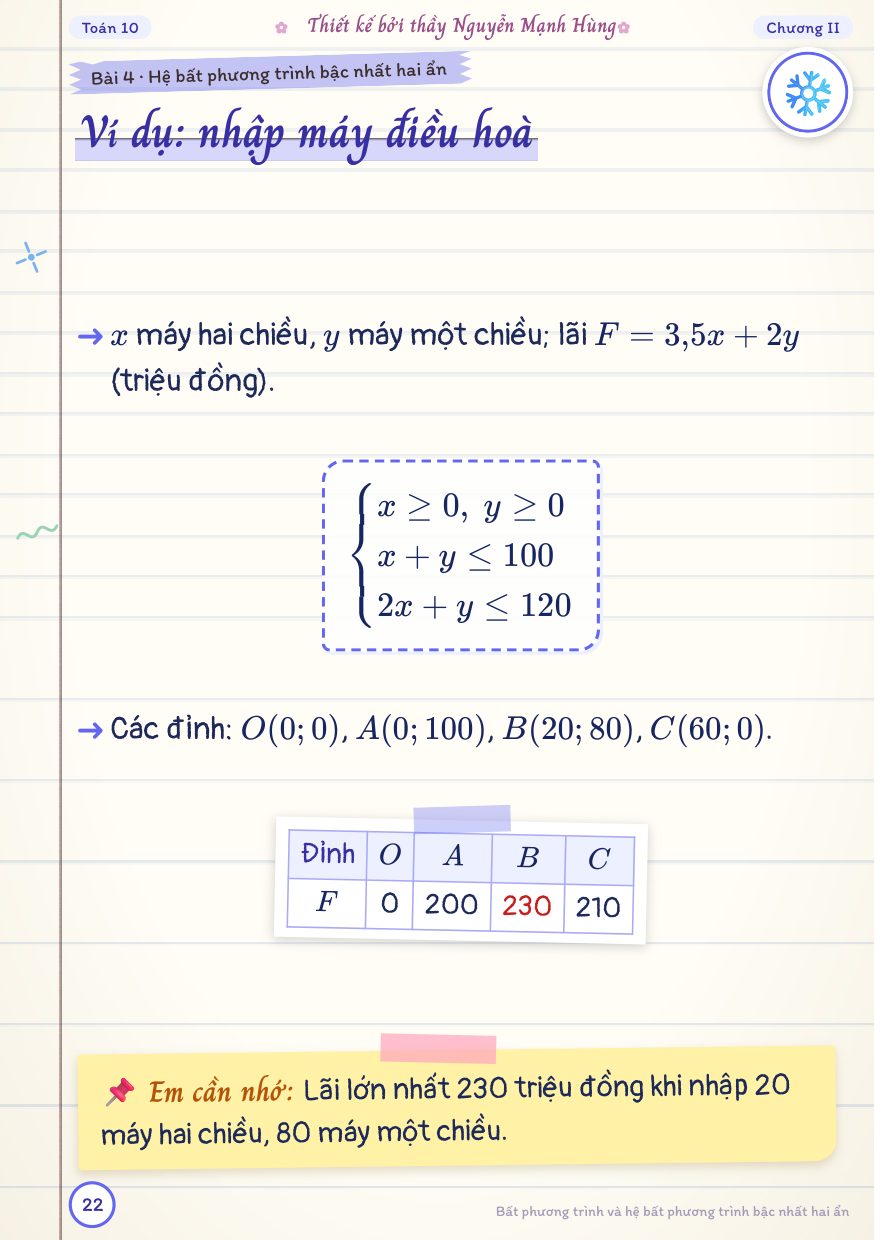 Toán 10
Thiết kế bởi thầy Nguyễn Mạnh Hùng
Chương II
Bài 4 · Hệ bất phương trình bậc nhất hai ẩn
Ví dụ: nhập máy điều hoà
→ x máy hai chiều, y máy một chiều; lãi F = 3,5x + 2y
(triệu đồng).
x ≥ 0, y ≥ 0
x + y ≤ 100
2x + y ≤ 120
→ Các đỉnh: O(0; 0), A(0; 100), B(20; 80), C(60; 0).
Đỉnh O A B C
F 0 200 230 210
Em cần nhớ: Lãi lớn nhất 230 triệu đồng khi nhập 20
máy hai chiều, 80 máy một chiều.
22
Bất phương trình và hệ bất phương trình bậc nhất hai ẩn